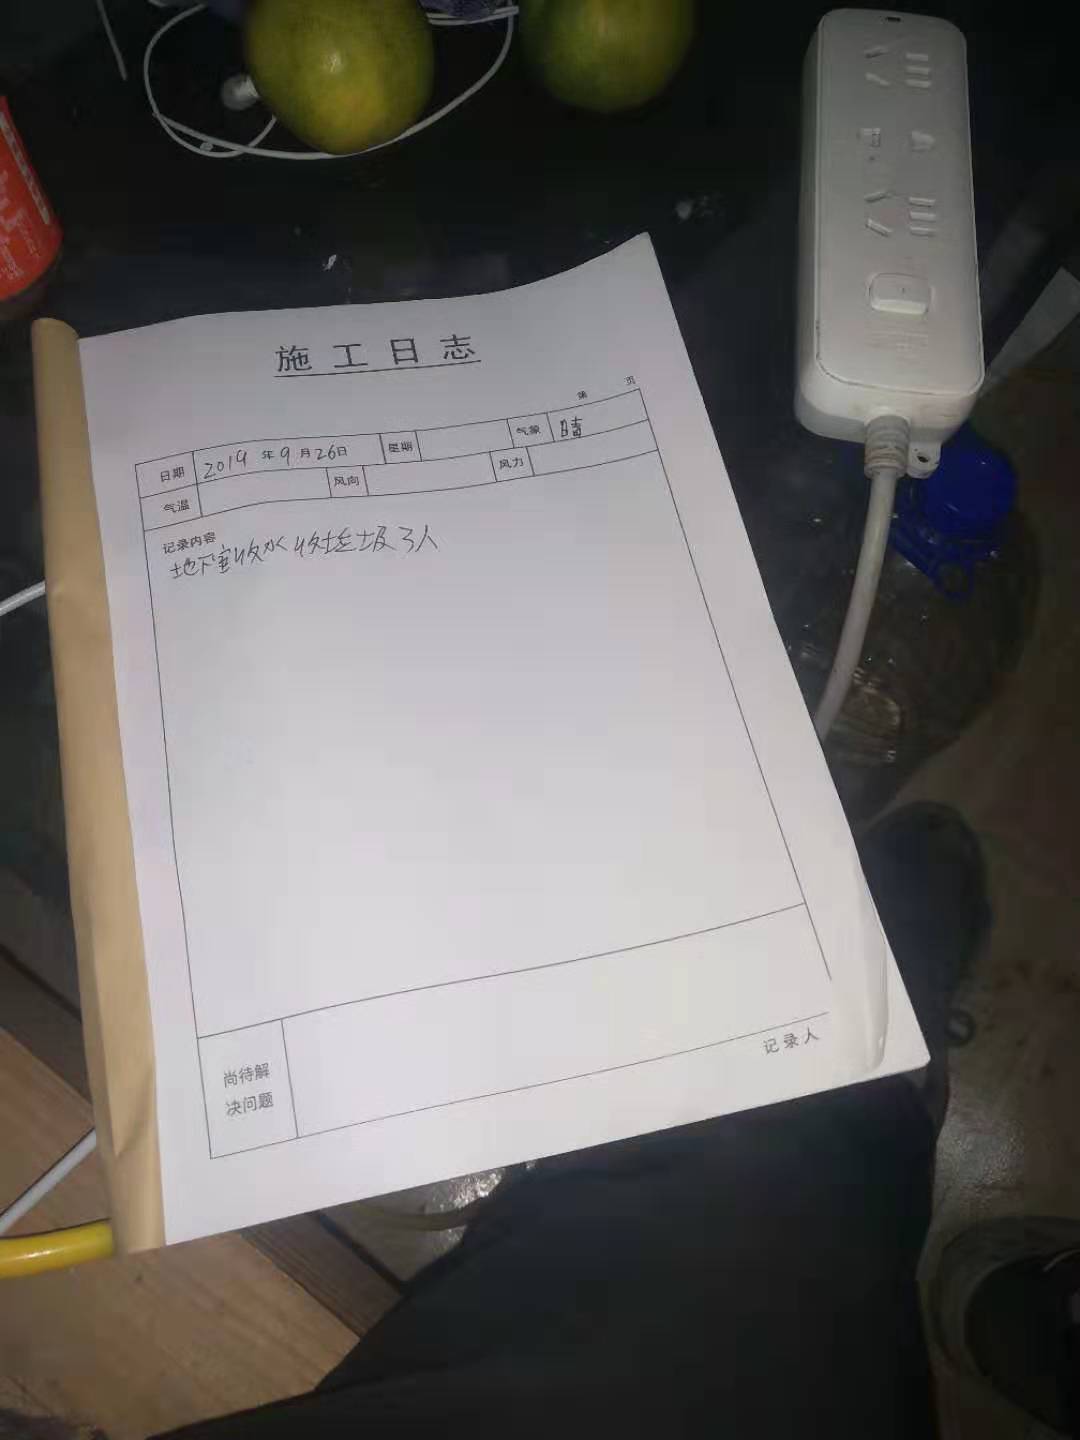 施工日志
第 页
日期 2019 年 9 月 26 日 星期 气象 晴
气温 风向 风力
记录内容
地下室收水收垃圾3人
尚待解
决问题
记录人